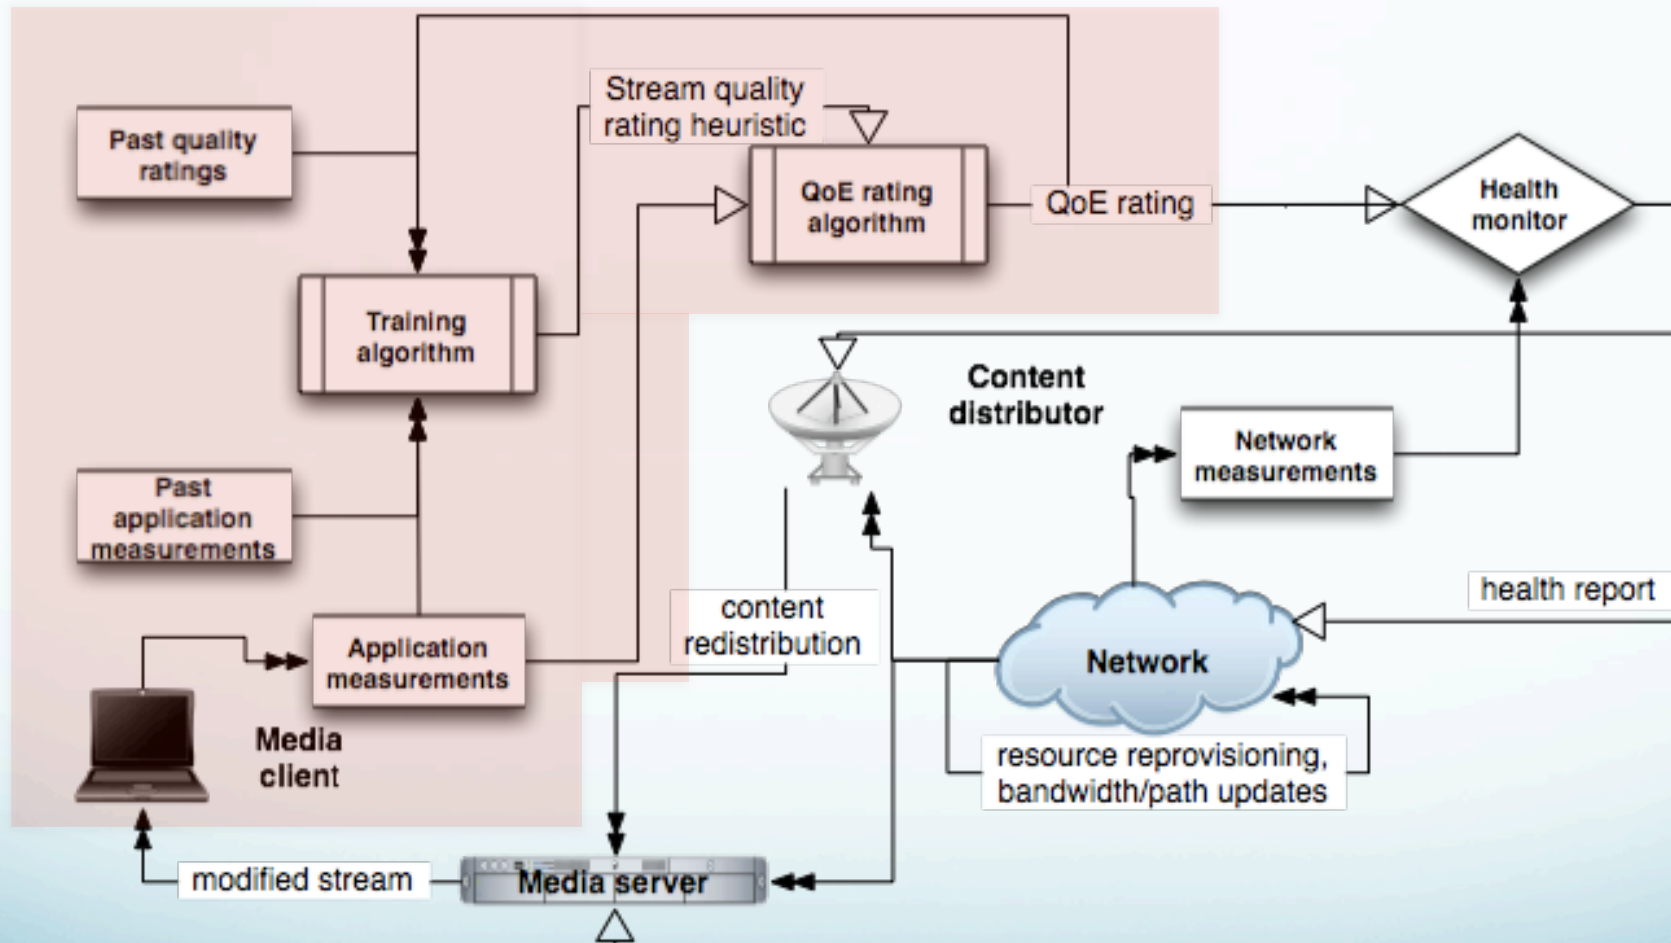 Stream quality
rating heuristic
Past quality
ratings
QoE rating
algorithm
QoE rating
Health
monitor
Training
algorithm
Content
distributor
Network
measurements
Past
application
measurements
health report
content
redistribution
Application
measurements
Network
Media
client
resource reprovisioning,
bandwidth/path updates
modified stream
Media server